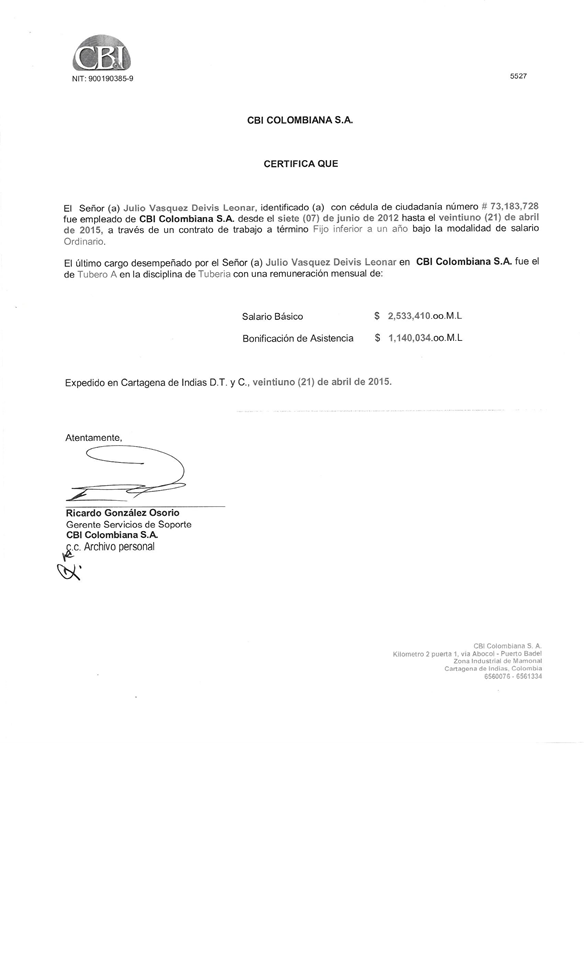 CBI
NIT: 900190385-9
5527
CBI COLOMBIANA S.A.
CERTIFICA QUE
El Señor (a) Julio Vasquez Deivis Leonar, identificado (a) con cédula de ciudadanía número # 73,183,728
fue empleado de CBI Colombiana S.A. desde el siete (07) de junio de 2012 hasta el veintiuno (21) de abril
de 2015, a través de un contrato de trabajo a término Fijo inferior a un año bajo la modalidad de salario
Ordinario.
El último cargo desempeñado por el Señor (a) Julio Vasquez Deivis Leonar en CBI Colombiana S.A. fue el
de Tubero A en la disciplina de Tuberia con una remuneración mensual de:
Salario Básico $ 2,533,410.oo.M.L
Bonificación de Asistencia $ 1,140,034.oo.M.L
Expedido en Cartagena de Indias D.T. y C., veintiuno (21) de abril de 2015.
Atentamente,
Ricardo González Osorio
Gerente Servicios de Soporte
CBI Colombiana S.A.
c.c. Archivo personal
CBI Colombiana S. A.
Kilometro 2 puerta 1, via Abocol - Puerto Badel
Zona Industrial de Mamonal
Cartagena de Indias, Colombia
6560076 - 6561334